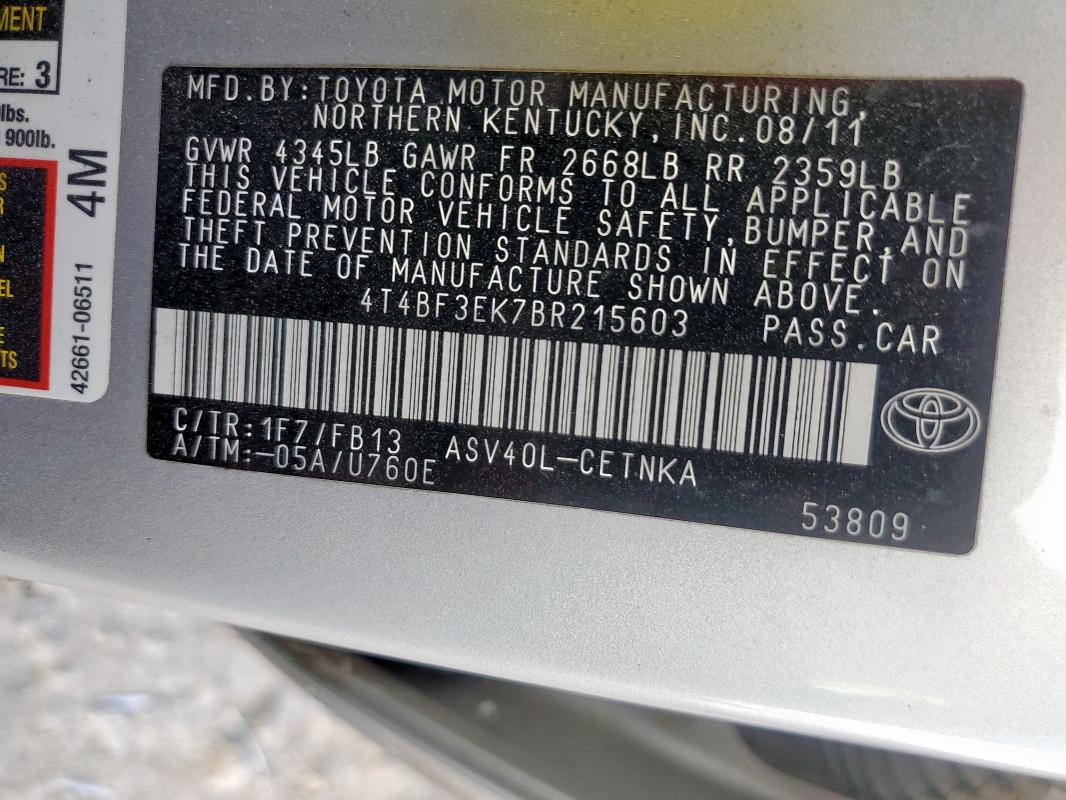 MENT
RE: 3
lbs.
900lb.
S
R
N
EL
E
TS
42661-06511 4M
MFD.BY:TOYOTA MOTOR MANUFACTURING,
NORTHERN KENTUCKY, INC.08/11
GVWR 4345LB GAWR FR 2668LB RR 2359LB
THIS VEHICLE CONFORMS TO ALL APPLICABLE
FEDERAL MOTOR VEHICLE SAFETY,BUMPER,AND
THEFT PREVENTION STANDARDS IN EFFECT ON
THE DATE OF MANUFACTURE SHOWN ABOVE.
4T4BF3EK7BR215603 PASS.CAR
C/TR:1F7/FB13
A/TM:-05A/U760E
ASV40L-CETNKA
53809